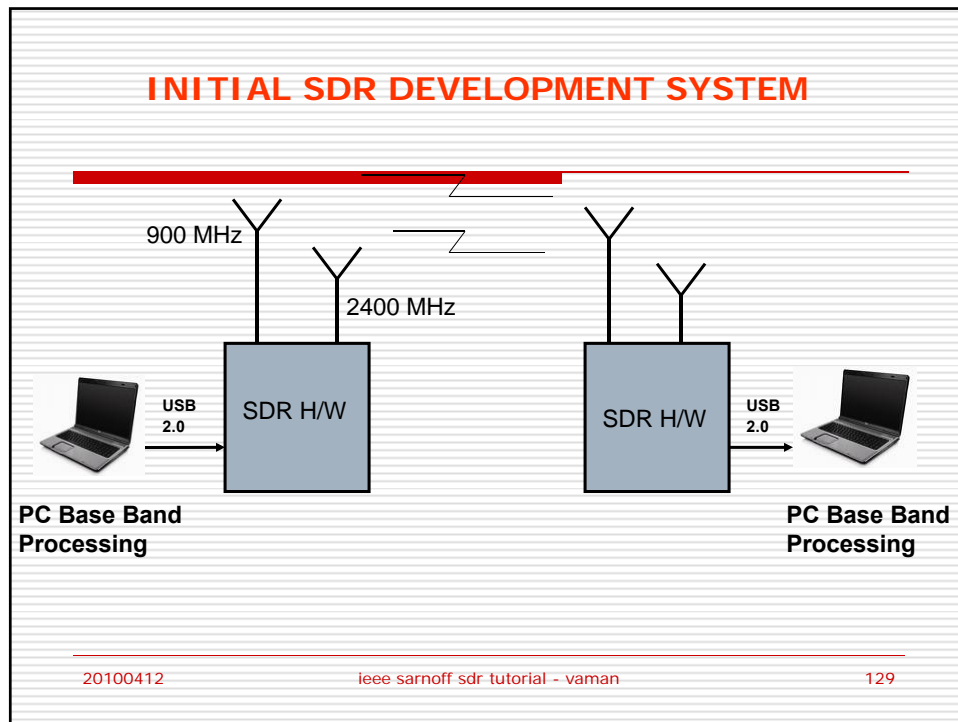 INITIAL SDR DEVELOPMENT SYSTEM
900 MHz
2400 MHz
USB
2.0
SDR H/W
SDR H/W
USB
2.0
PC Base Band
Processing
PC Base Band
Processing
20100412
ieee sarnoff sdr tutorial - vaman
129